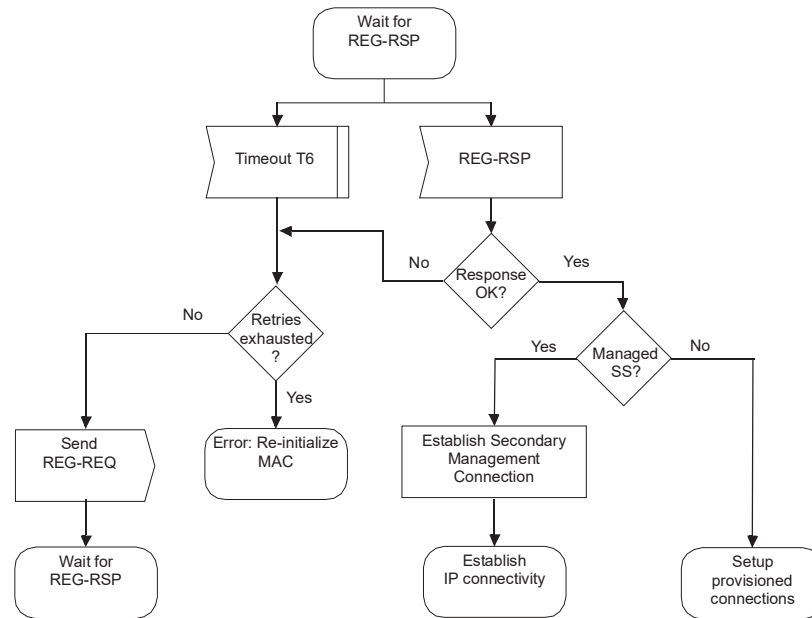 Wait for
REG-RSP
Timeout T6
REG-RSP
No
Response
OK?
Yes
No
Retries
exhausted
?
Yes
Managed
SS?
No
Yes
Send
REG-REQ
Error: Re-initialize
MAC
Establish Secondary
Management
Connection
Wait for
REG-RSP
Establish
IP connectivity
Setup
provisioned
connections